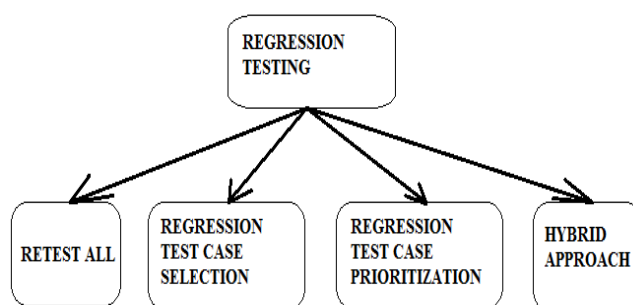 REGRESSION
TESTING
RETEST ALL
REGRESSION
TEST CASE
SELECTION
REGRESSION
TEST CASE
PRIORITIZATION
HYBRID
APPROACH